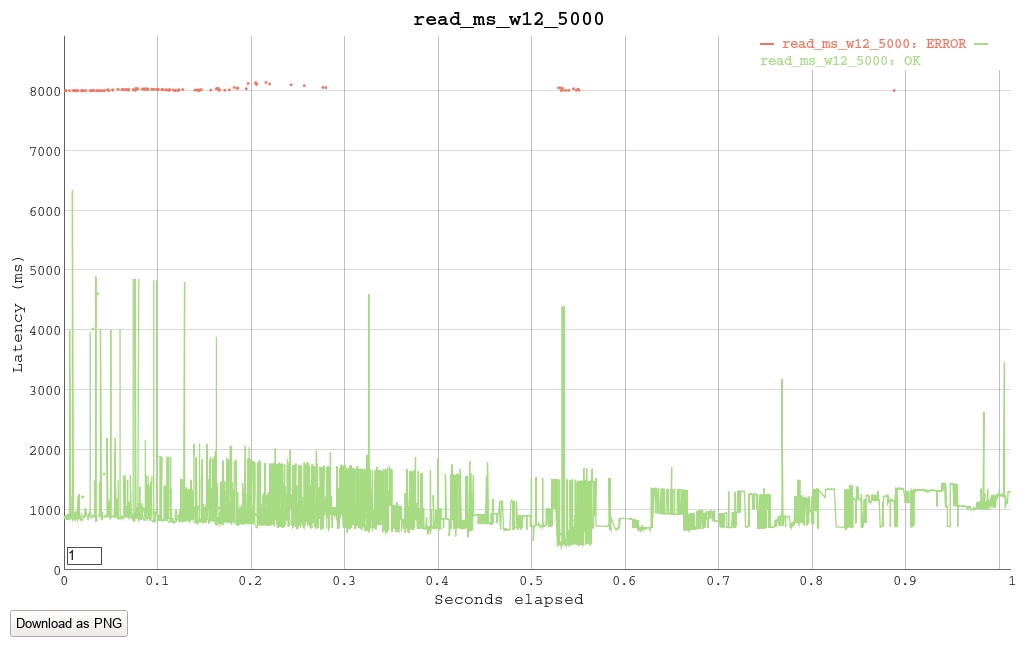 read_ms_w12_5000
read_ms_w12_5000: ERROR
read_ms_w12_5000: OK
8000
7000
6000
5000
4000
3000
2000
1000
0
Latency (ms)
1
0 0.1 0.2 0.3 0.4 0.5 0.6 0.7 0.8 0.9 1
Seconds elapsed
Download as PNG